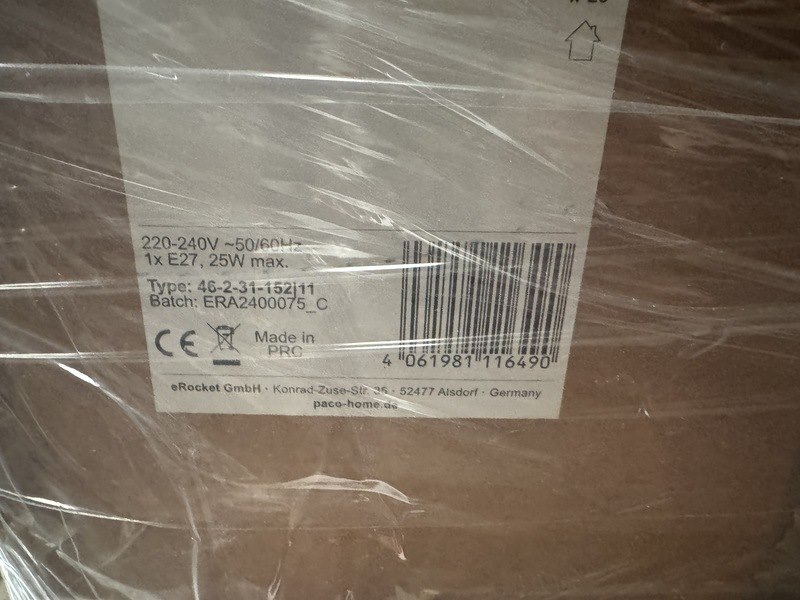 220-240V ~50/60Hz
1x E27, 25W max.
Type: 46-2-31-152|11
Batch: ERA2400075_C
CE
Made in
PRC
4 061981 116490
eRocket GmbH · Konrad-Zuse-Str. 35 · 52477 Alsdorf · Germany
paco-home.de